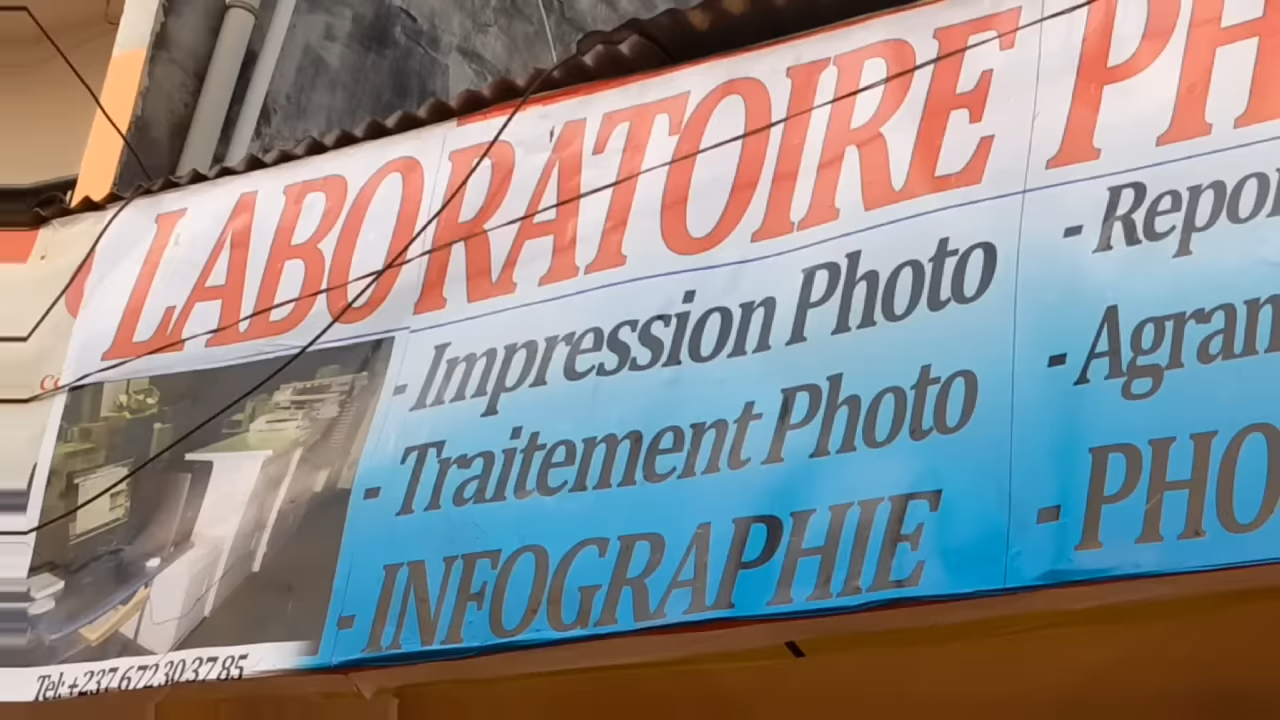 LABORATOIRE PH
- Impression Photo
- Traitement Photo
- INFOGRAPHIE
- Repor
- Agran
- PHO
Tel: +237 672 30 37 85